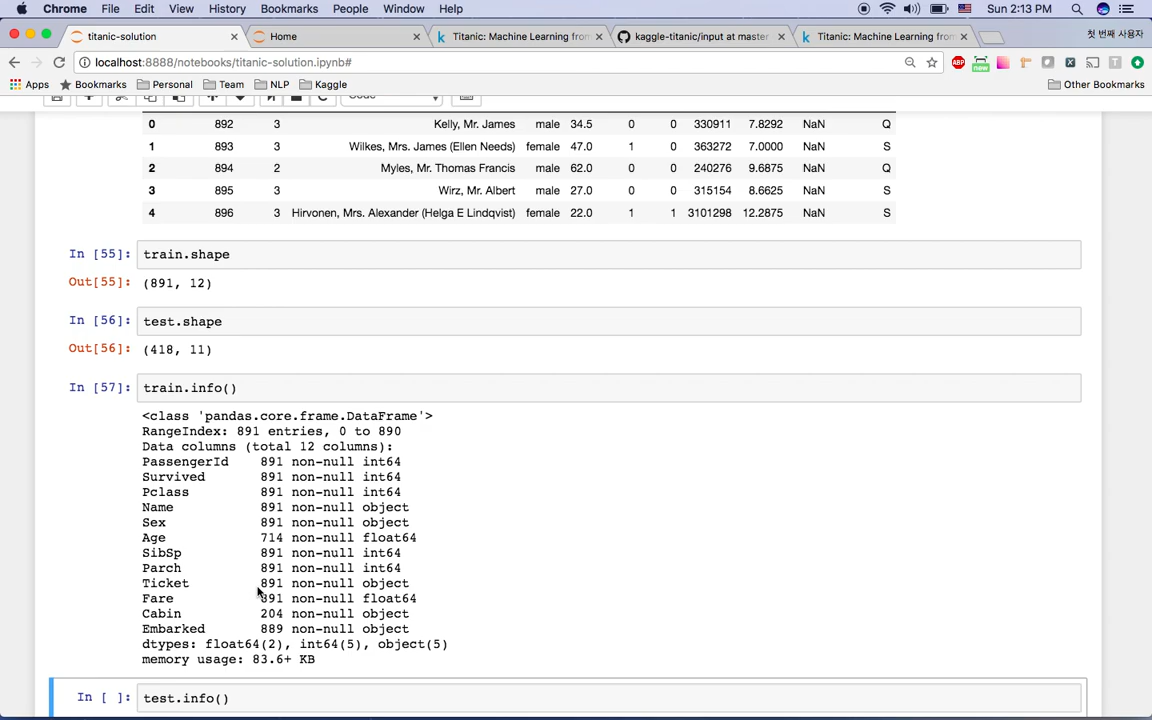 Chrome File Edit View History Bookmarks People Window Help Sun 2:13 PM
titanic-solution Home Titanic: Machine Learning from kaggle-titanic/input at master Titanic: Machine Learning from 첫 번째 사용자
localhost:8888/notebooks/titanic-solution.ipynb#
Apps Bookmarks Personal Team NLP Kaggle Other Bookmarks
Code
0 892 3 Kelly, Mr. James male 34.5 0 0 330911 7.8292 NaN Q
1 893 3 Wilkes, Mrs. James (Ellen Needs) female 47.0 1 0 363272 7.0000 NaN S
2 894 2 Myles, Mr. Thomas Francis male 62.0 0 0 240276 9.6875 NaN Q
3 895 3 Wirz, Mr. Albert male 27.0 0 0 315154 8.6625 NaN S
4 896 3 Hirvonen, Mrs. Alexander (Helga E Lindqvist) female 22.0 1 1 3101298 12.2875 NaN S
In [55]: train.shape
Out[55]: (891, 12)
In [56]: test.shape
Out[56]: (418, 11)
In [57]: train.info()
<class 'pandas.core.frame.DataFrame'>
RangeIndex: 891 entries, 0 to 890
Data columns (total 12 columns):
PassengerId 891 non-null int64
Survived 891 non-null int64
Pclass 891 non-null int64
Name 891 non-null object
Sex 891 non-null object
Age 714 non-null float64
SibSp 891 non-null int64
Parch 891 non-null int64
Ticket 891 non-null object
Fare 891 non-null float64
Cabin 204 non-null object
Embarked 889 non-null object
dtypes: float64(2), int64(5), object(5)
memory usage: 83.6+ KB
In [ ]: test.info()